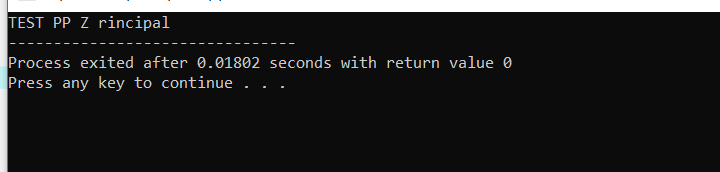 TEST PP Z rincipal
--------------------------------
Process exited after 0.01802 seconds with return value 0
Press any key to continue . . .